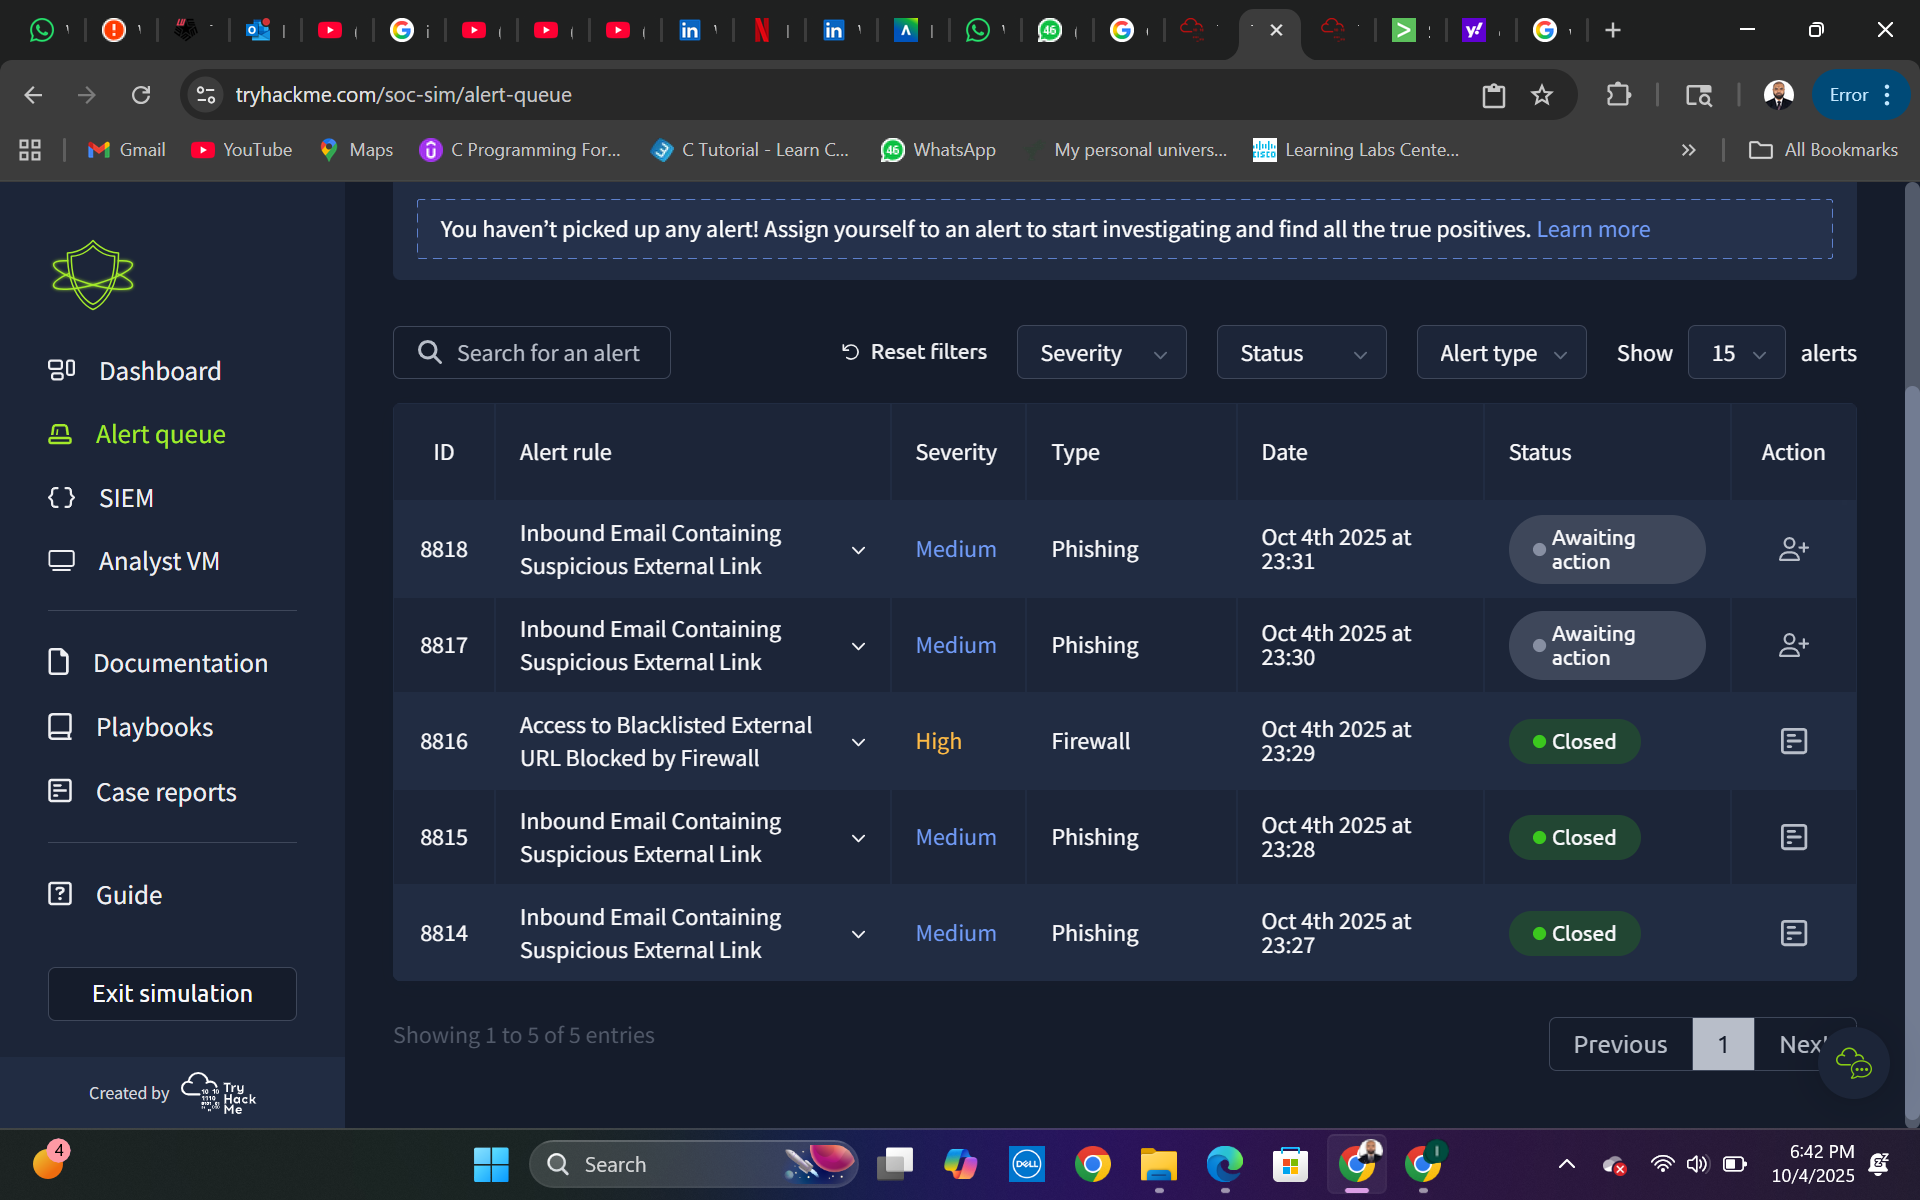 46
46
tryhackme.com/soc-sim/alert-queue
Error
Gmail
YouTube
Maps
C Programming For...
C Tutorial - Learn C...
46
WhatsApp
My personal univers...
Learning Labs Cente...
All Bookmarks
You haven't picked up any alert! Assign yourself to an alert to start investigating and find all the true positives. Learn more
Dashboard
Alert queue
SIEM
Analyst VM
Documentation
Playbooks
Case reports
Guide
Exit simulation
Created by
Try
Hack
Me
Search for an alert
Reset filters
Severity
Status
Alert type
Show
15
alerts
ID
Alert rule
Severity
Type
Date
Status
Action
8818
Inbound Email Containing
Suspicious External Link
Medium
Phishing
Oct 4th 2025 at
23:31
Awaiting
action
8817
Inbound Email Containing
Suspicious External Link
Medium
Phishing
Oct 4th 2025 at
23:30
Awaiting
action
8816
Access to Blacklisted External
URL Blocked by Firewall
High
Firewall
Oct 4th 2025 at
23:29
Closed
8815
Inbound Email Containing
Suspicious External Link
Medium
Phishing
Oct 4th 2025 at
23:28
Closed
8814
Inbound Email Containing
Suspicious External Link
Medium
Phishing
Oct 4th 2025 at
23:27
Closed
Showing 1 to 5 of 5 entries
Previous
1
4
Search
DELL
6:42 PM
10/4/2025